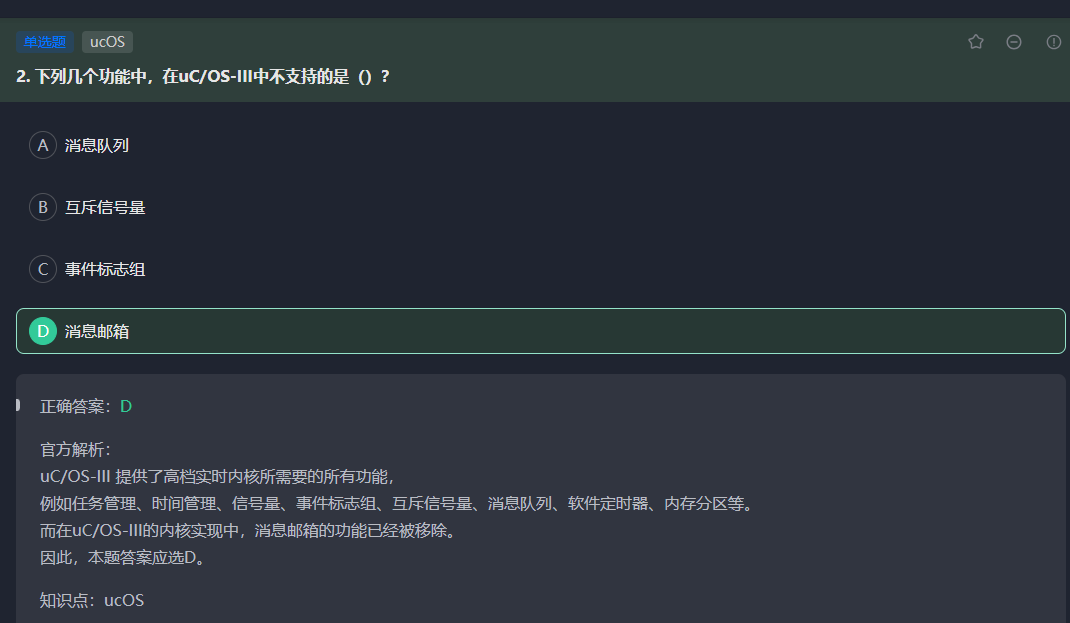 单选题 ucOS
2. 下列几个功能中，在uC/OS-III中不支持的是（）?
A 消息队列
B 互斥信号量
C 事件标志组
D 消息邮箱
正确答案：D
官方解析：
uC/OS-III 提供了高档实时内核所需要的所有功能，
例如任务管理、时间管理、信号量、事件标志组、互斥信号量、消息队列、软件定时器、内存分区等。
而在uC/OS-III的内核实现中，消息邮箱的功能已经被移除。
因此，本题答案应选D。
知识点：ucOS